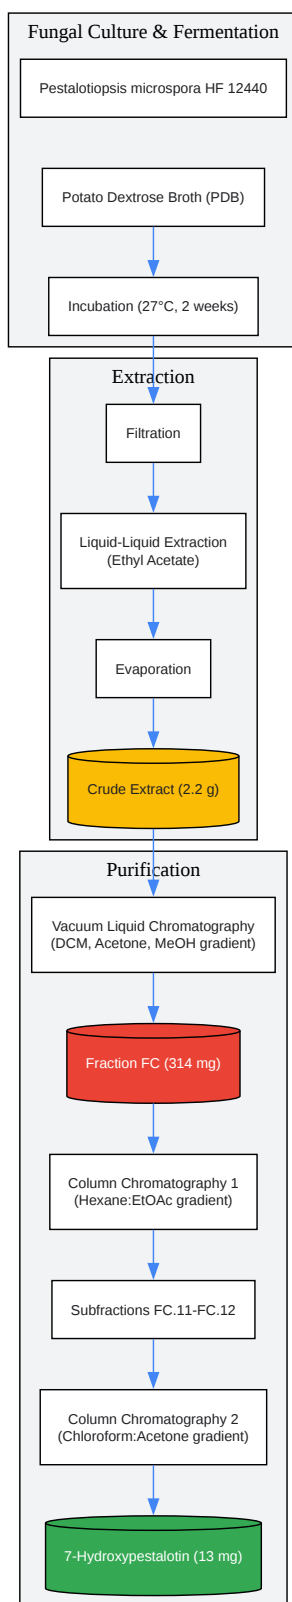 Fungal Culture & Fermentation
Pestalotiopsis microspora HF 12440
Potato Dextrose Broth (PDB)
Incubation (27°C, 2 weeks)
Extraction
Filtration
Liquid-Liquid Extraction
(Ethyl Acetate)
Evaporation
Crude Extract (2.2 g)
Purification
Vacuum Liquid Chromatography
(DCM, Acetone, MeOH gradient)
Fraction FC (314 mg)
Column Chromatography 1
(Hexane:EtOAc gradient)
Subfractions FC.11-FC.12
Column Chromatography 2
(Chloroform:Acetone gradient)
7-Hydroxypestalotin (13 mg)